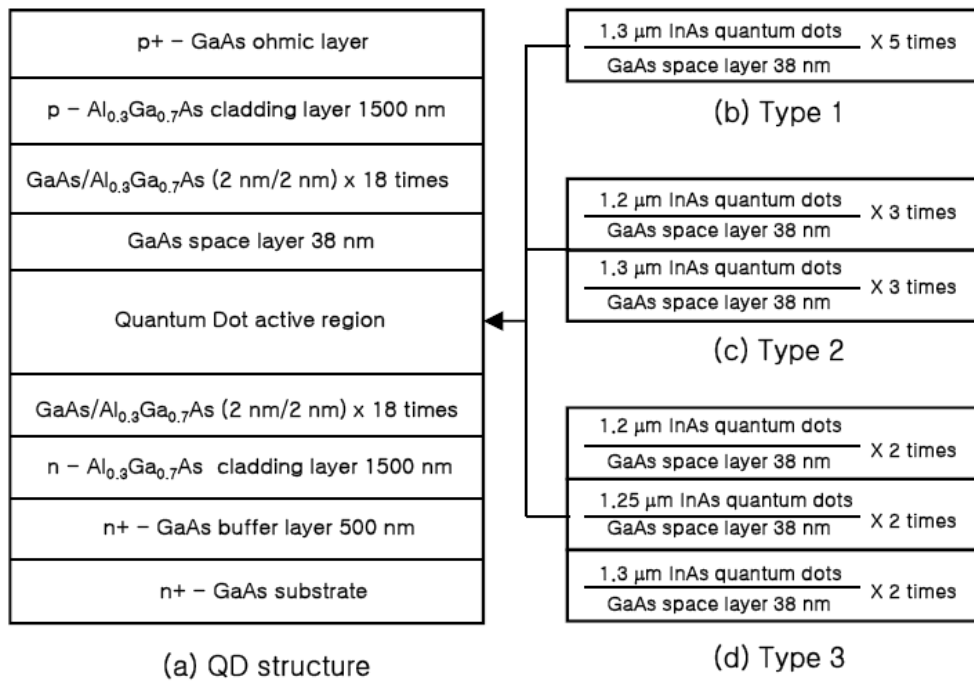 p+ – GaAs ohmic layer
p – Al₀.₃Ga₀.₇As cladding layer 1500 nm
GaAs/Al₀.₃Ga₀.₇As (2 nm/2 nm) x 18 times
GaAs space layer 38 nm
Quantum Dot active region
GaAs/Al₀.₃Ga₀.₇As (2 nm/2 nm) x 18 times
n – Al₀.₃Ga₀.₇As cladding layer 1500 nm
n+ – GaAs buffer layer 500 nm
n+ – GaAs substrate
(a) QD structure
1.3 μm InAs quantum dots
GaAs space layer 38 nm
X 5 times
(b) Type 1
1.2 μm InAs quantum dots
GaAs space layer 38 nm
X 3 times
1.3 μm InAs quantum dots
GaAs space layer 38 nm
X 3 times
(c) Type 2
1.2 μm InAs quantum dots
GaAs space layer 38 nm
X 2 times
1.25 μm InAs quantum dots
GaAs space layer 38 nm
X 2 times
1.3 μm InAs quantum dots
GaAs space layer 38 nm
X 2 times
(d) Type 3